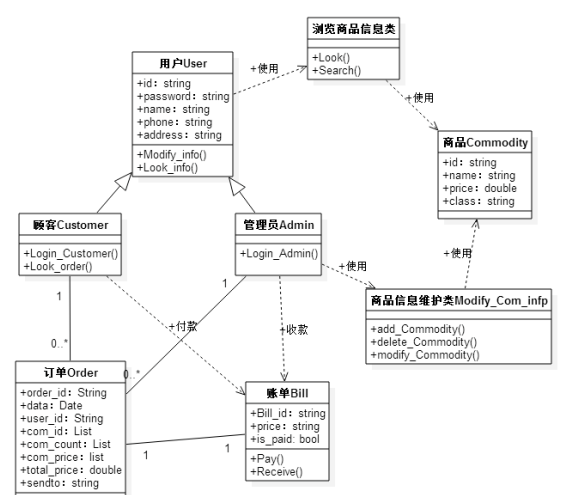 浏览商品信息类
+Look()
+Search()
用户User
+id：string
+password：string
+name：string
+phone：string
+address：string
+Modify_info()
+Look_info()
+使用
+使用
商品Commodity
+id：string
+name：string
+price：double
+class：string
顾客Customer
+Login_Customer()
+Look_order()
管理员Admin
+Login_Admin()
+使用
+使用
商品信息维护类Modify_Com_infp
+add_Commodity()
+delete_Commodity()
+modify_Commodity()
1
1
+付款
+收款
0..*
0..*
订单Order
+order_id：String
+data：Date
+user_id：String
+com_id：List
+com_count：List
+com_price：list
+total_price：double
+sendto：string
账单Bill
+Bill_id：string
+price：string
+is_paid: bool
+Pay()
+Receive()
1
1